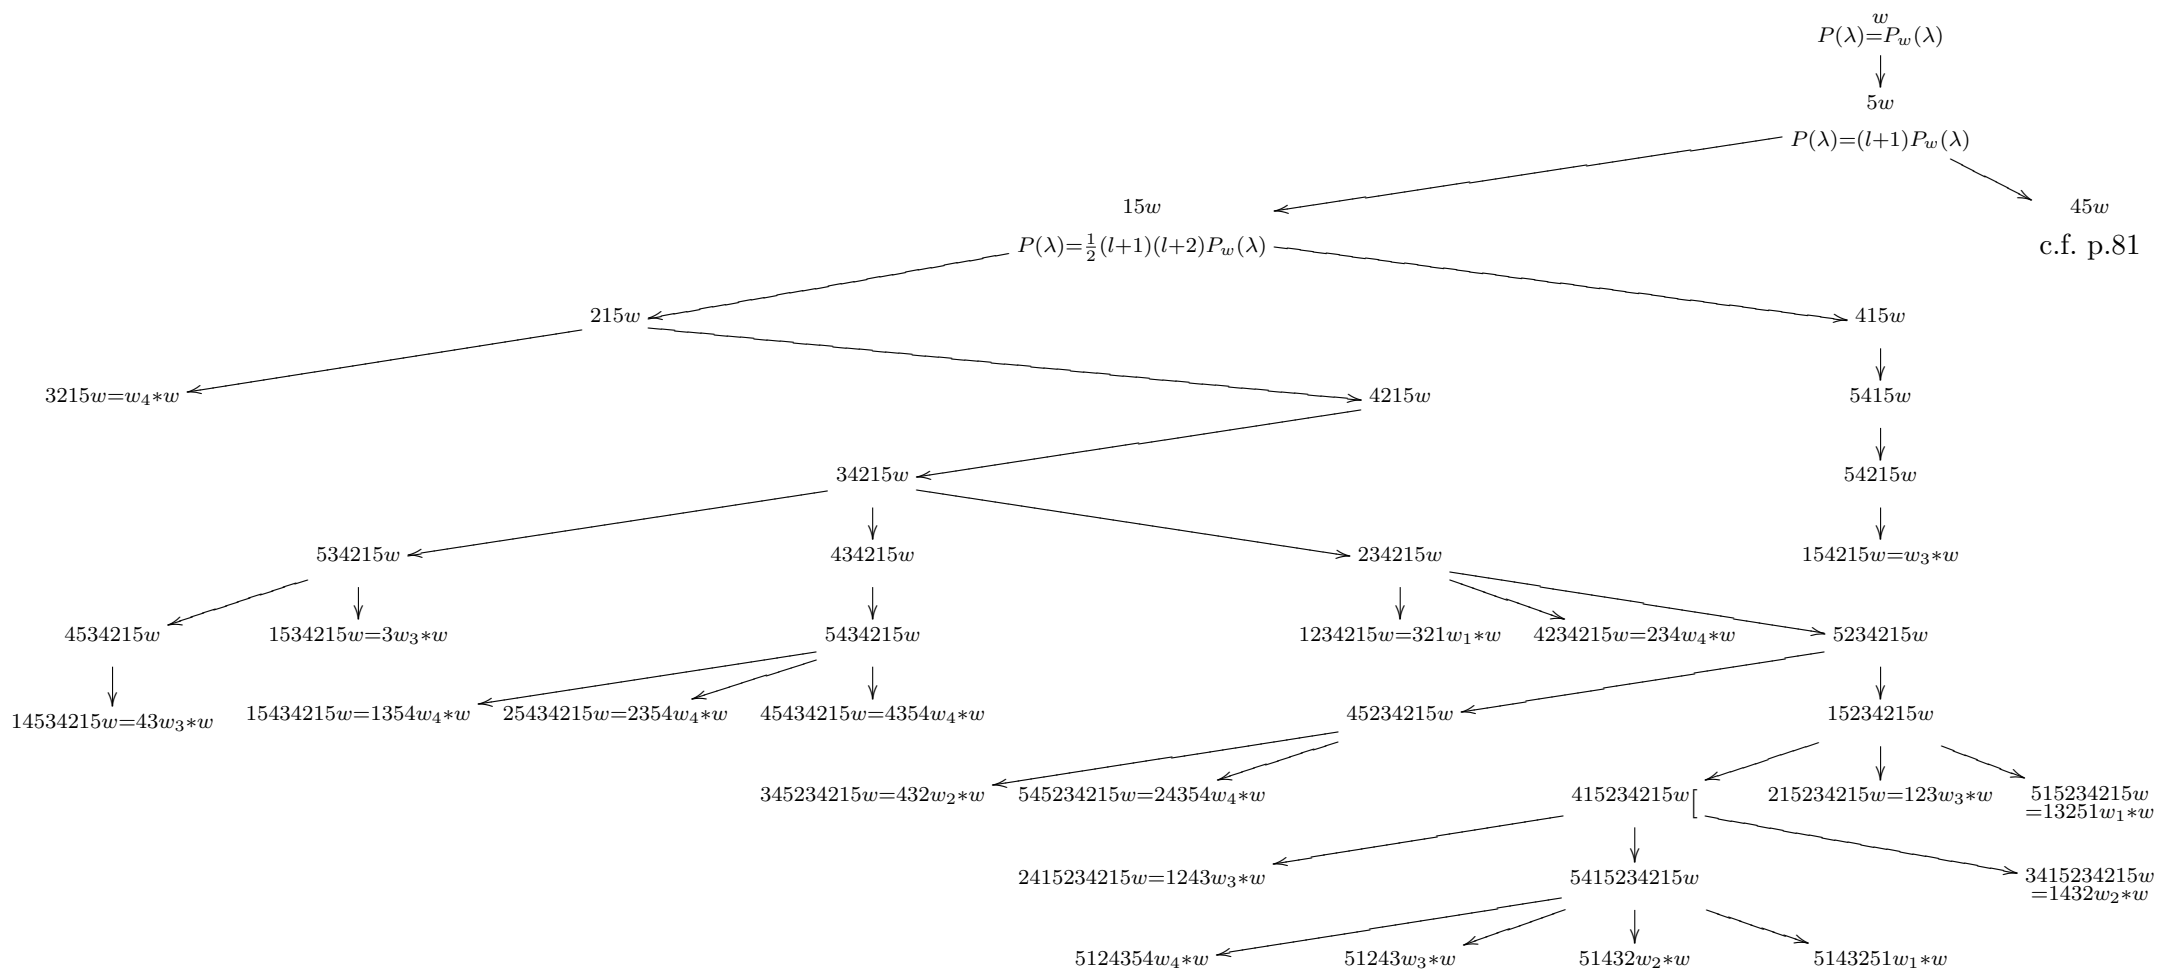 w
P(λ)=P_w(λ)
5w
P(λ)=(l+1)P_w(λ)
15w
45w
P(λ)=\frac{1}{2}(l+1)(l+2)P_w(λ)
c.f. p.81
215w
415w
3215w=w_4*w
4215w
5415w
34215w
54215w
534215w
434215w
234215w
154215w=w_3*w
4534215w
1534215w=3w_3*w
5434215w
1234215w=321w_1*w
4234215w=234w_4*w
5234215w
14534215w=43w_3*w
15434215w=1354w_4*w
25434215w=2354w_4*w
45434215w=4354w_4*w
45234215w
15234215w
345234215w=432w_2*w
545234215w=24354w_4*w
415234215w[
215234215w=123w_3*w
515234215w
=13251w_1*w
2415234215w=1243w_3*w
5415234215w
3415234215w
=1432w_2*w
5124354w_4*w
51243w_3*w
51432w_2*w
5143251w_1*w